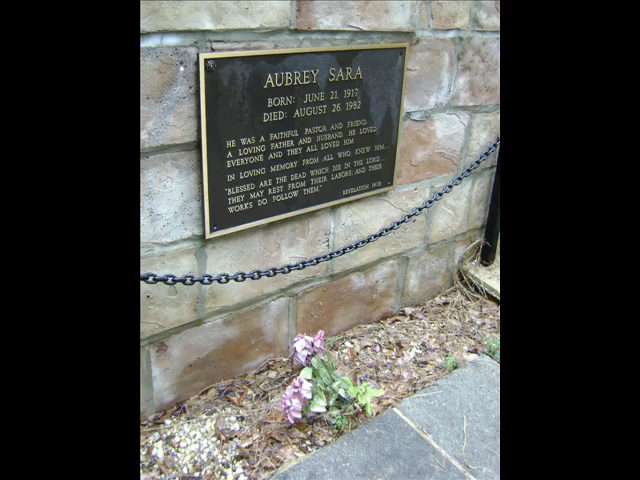 AUBREY SARA
BORN: JUNE 21, 1917
DIED: AUGUST 26, 1982
HE WAS A FAITHFUL PASTOR AND FRIEND,
A LOVING FATHER AND HUSBAND. HE LOVED
EVERYONE AND THEY ALL LOVED HIM
IN LOVING MEMORY FROM ALL WHO KNEW HIM...
"BLESSED ARE THE DEAD WHICH DIE IN THE LORD...
THEY MAY REST FROM THEIR LABORS; AND THEIR
WORKS DO FOLLOW THEM."
REVELATION 14:13